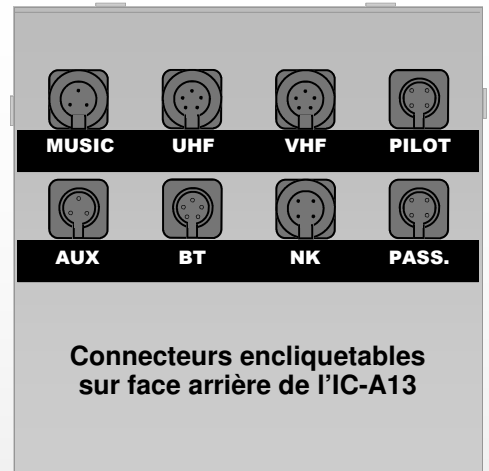 MUSIC UHF VHF PILOT
AUX BT NK PASS.
Connecteurs encliquetables
sur face arrière de l'IC-A13